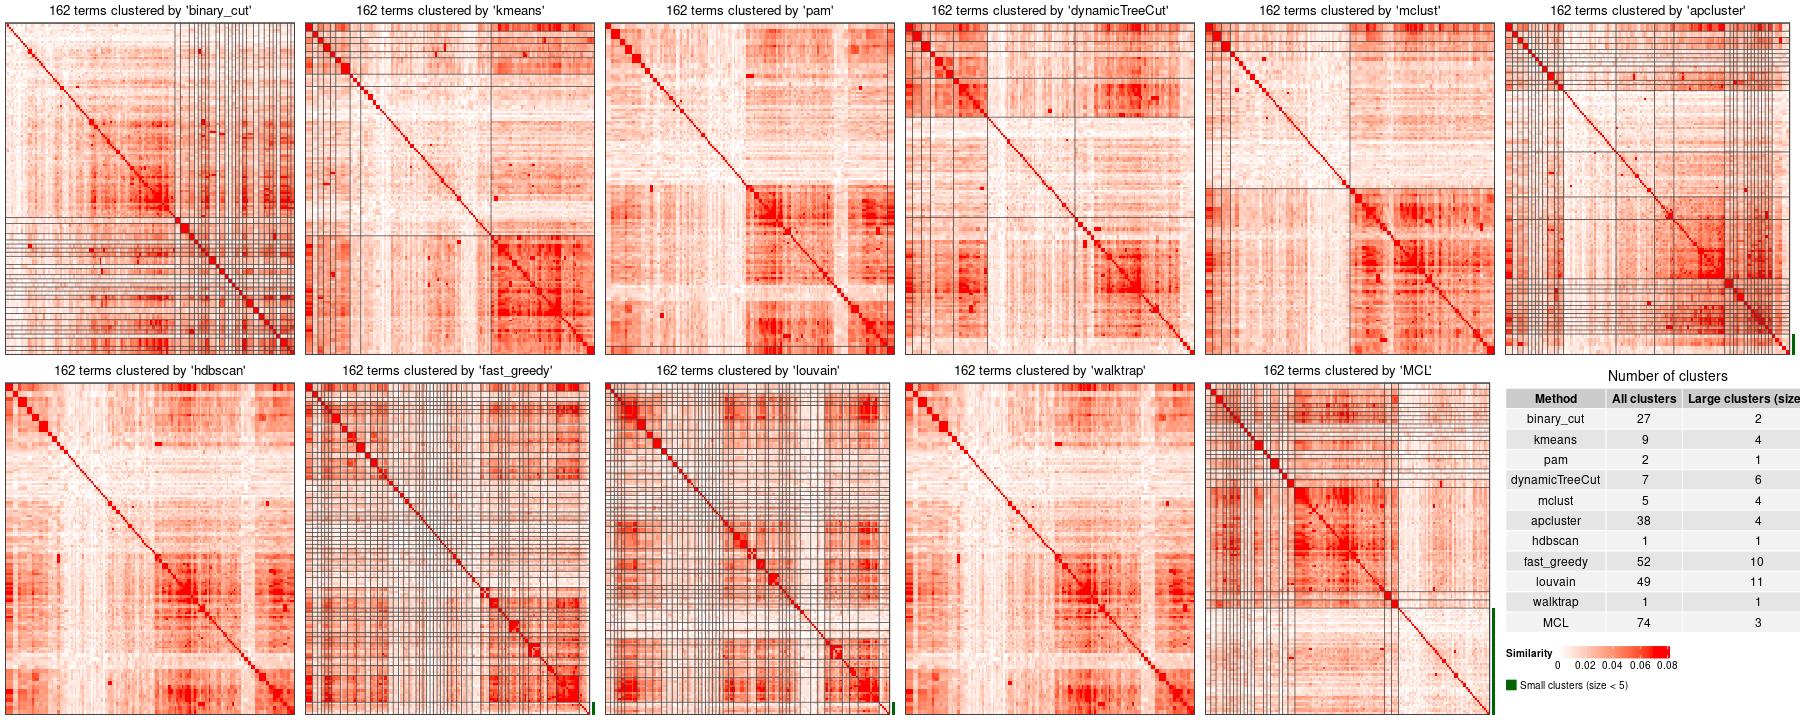 162 terms clustered by 'binary_cut'
162 terms clustered by 'kmeans'
162 terms clustered by 'pam'
162 terms clustered by 'dynamicTreeCut'
162 terms clustered by 'mclust'
162 terms clustered by 'apcluster'
162 terms clustered by 'hdbscan'
162 terms clustered by 'fast_greedy'
162 terms clustered by 'louvain'
162 terms clustered by 'walktrap'
162 terms clustered by 'MCL'
Number of clusters
Method All clusters Large clusters (size
binary_cut 27 2
kmeans 9 4
pam 2 1
dynamicTreeCut 7 6
mclust 5 4
apcluster 38 4
hdbscan 1 1
fast_greedy 52 10
louvain 49 11
walktrap 1 1
MCL 74 3
Similarity
0 0.02 0.04 0.06 0.08
Small clusters (size < 5)